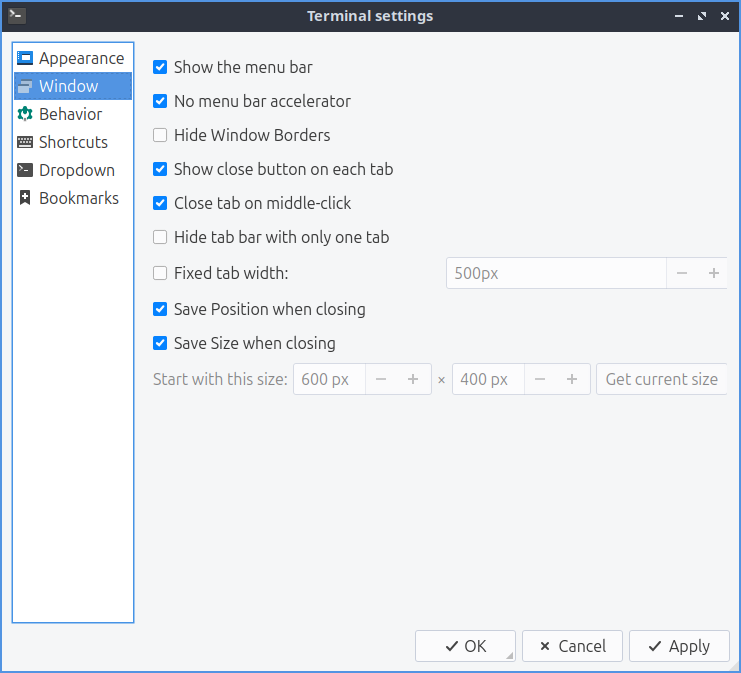 Terminal settings
Appearance
Window
Behavior
Shortcuts
Dropdown
Bookmarks
Show the menu bar
No menu bar accelerator
Hide Window Borders
Show close button on each tab
Close tab on middle-click
Hide tab bar with only one tab
Fixed tab width: 500px
Save Position when closing
Save Size when closing
Start with this size: 600 px × 400 px Get current size
OK Cancel Apply